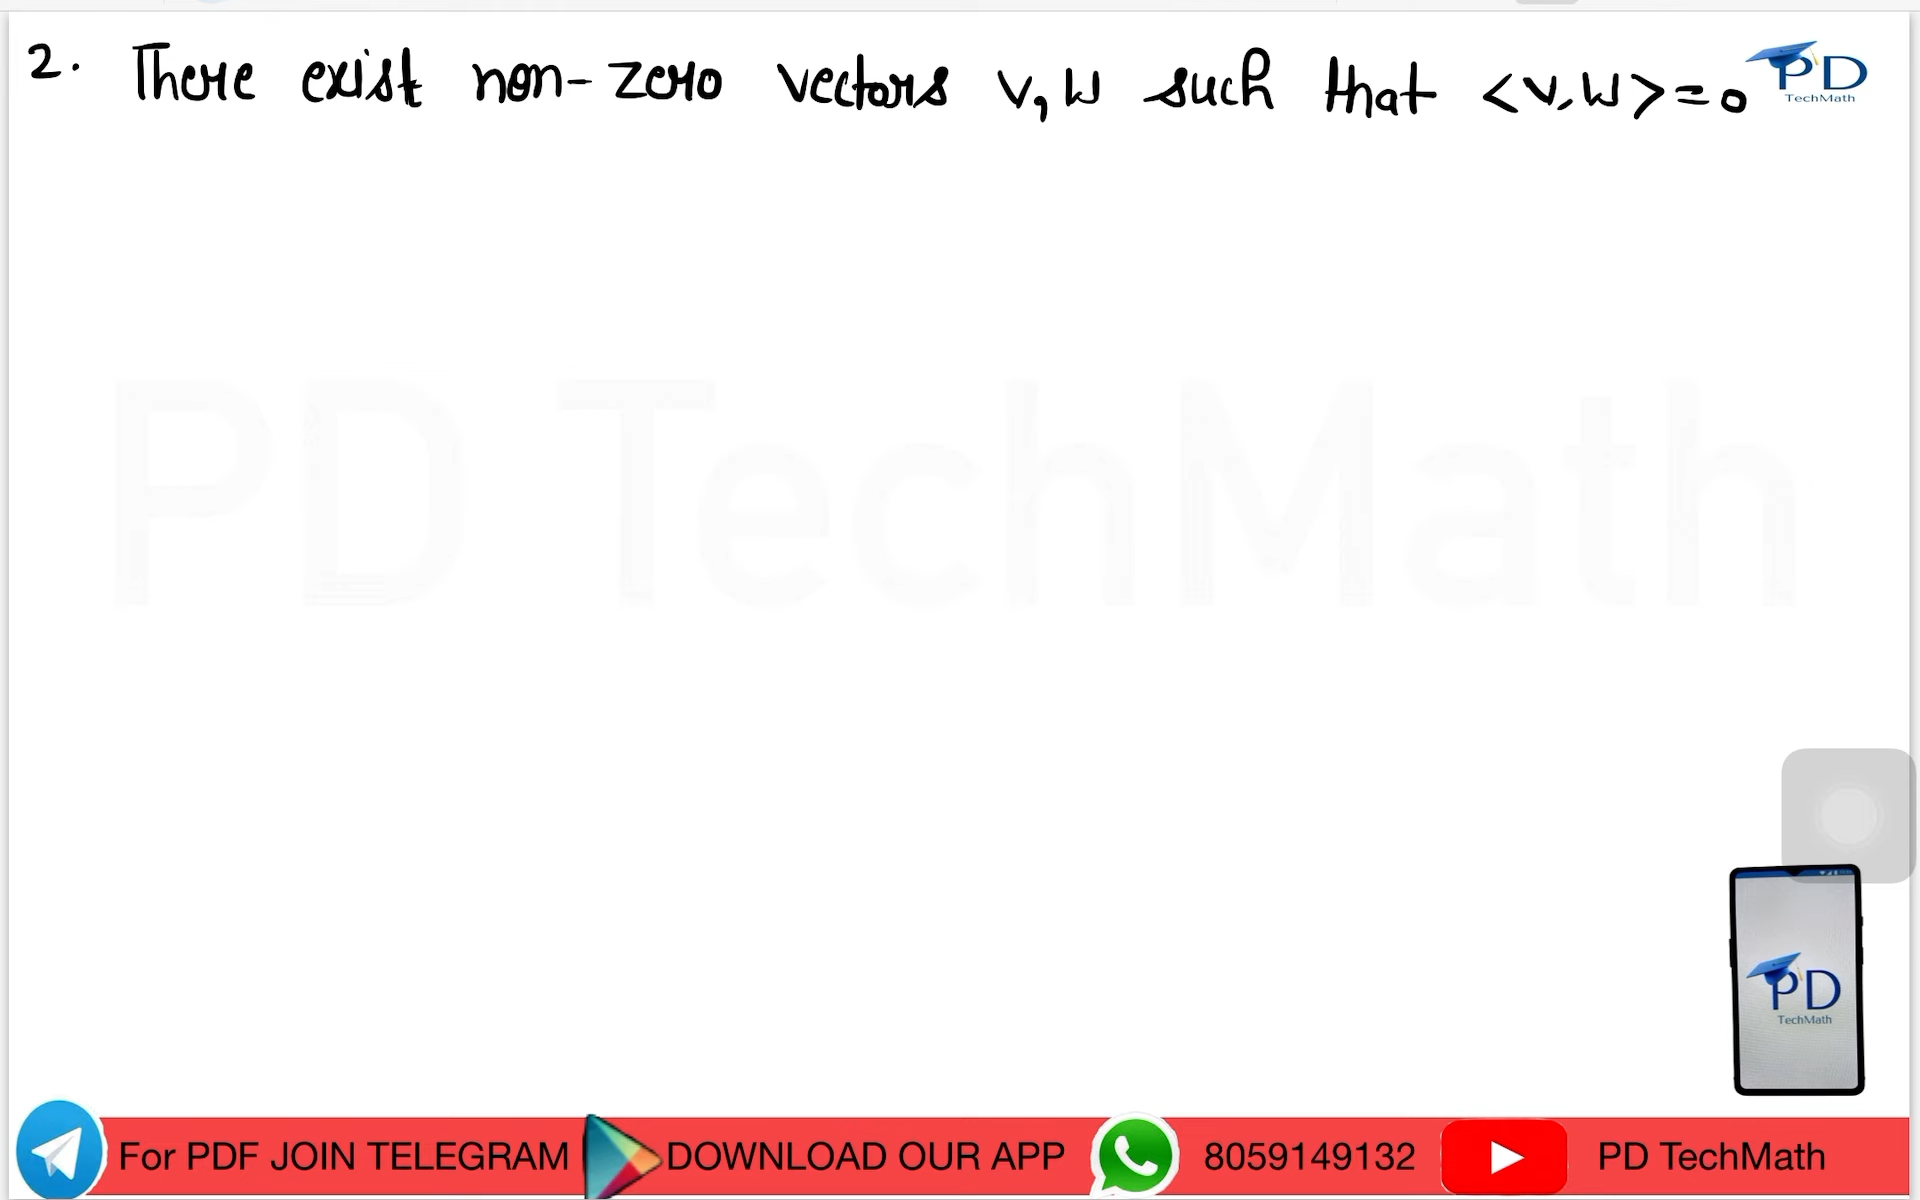 2. There exist non-zero vectors v, w such that <v, w> = 0
PD
TechMath
PD TechMath
PD
TechMath
For PDF JOIN TELEGRAM DOWNLOAD OUR APP 8059149132 PD TechMath